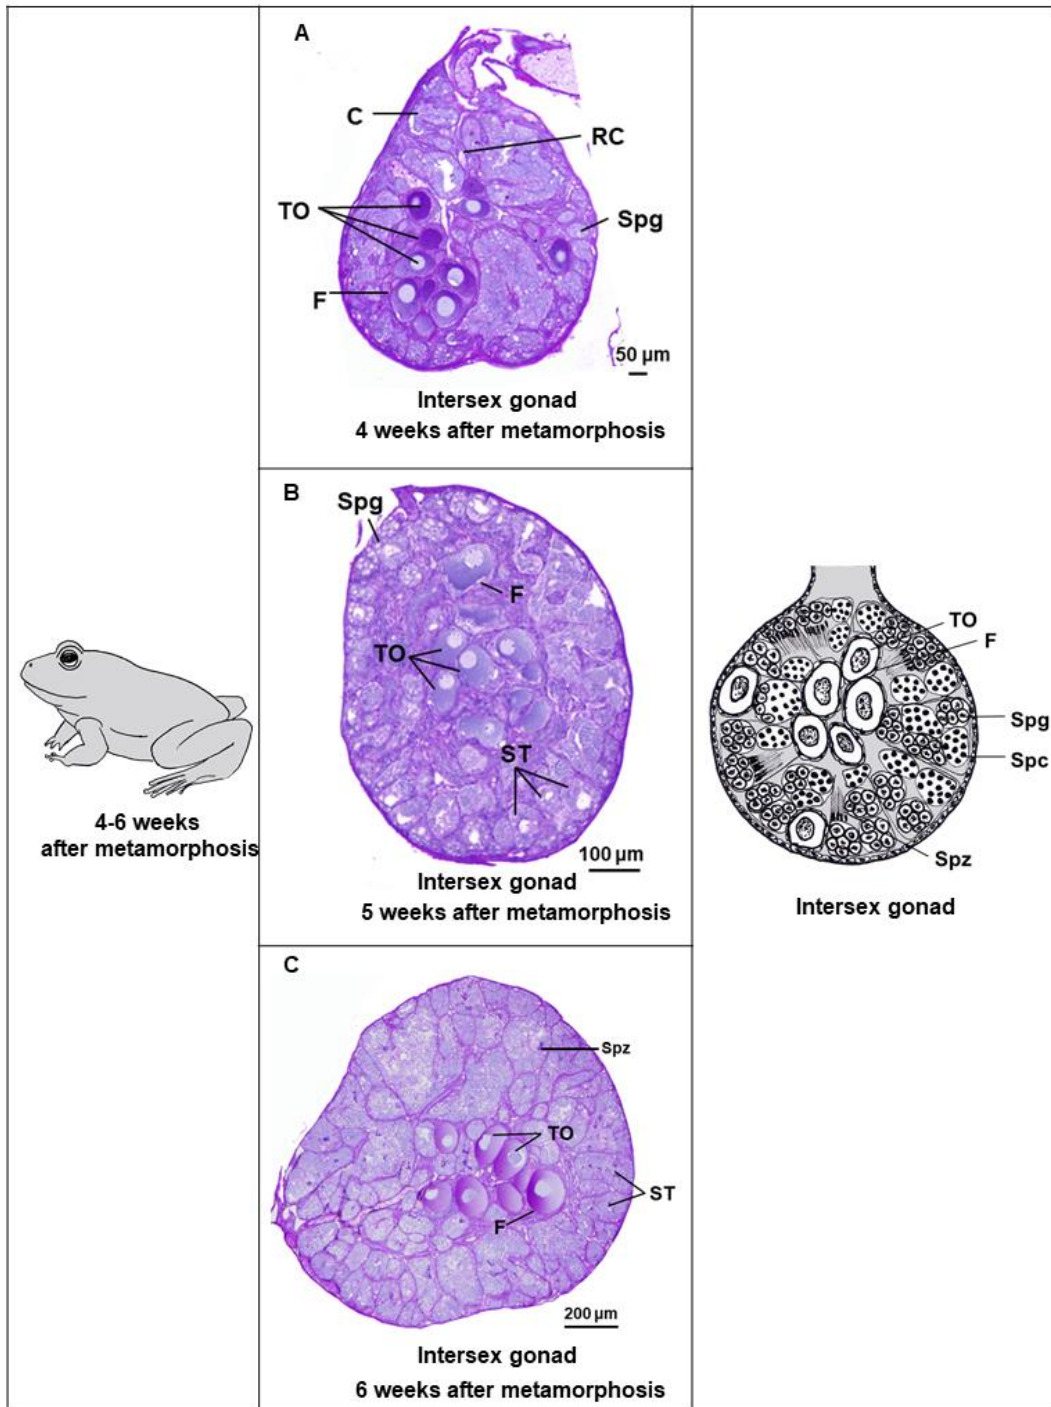 A
C
RC
TO
Spg
F
50 µm
Intersex gonad
4 weeks after metamorphosis
B
Spg
F
TO
ST
100 µm
Intersex gonad
5 weeks after metamorphosis
4-6 weeks
after metamorphosis
TO
F
Spg
Spc
Spz
Intersex gonad
C
Spz
TO
ST
F
200 µm
Intersex gonad
6 weeks after metamorphosis